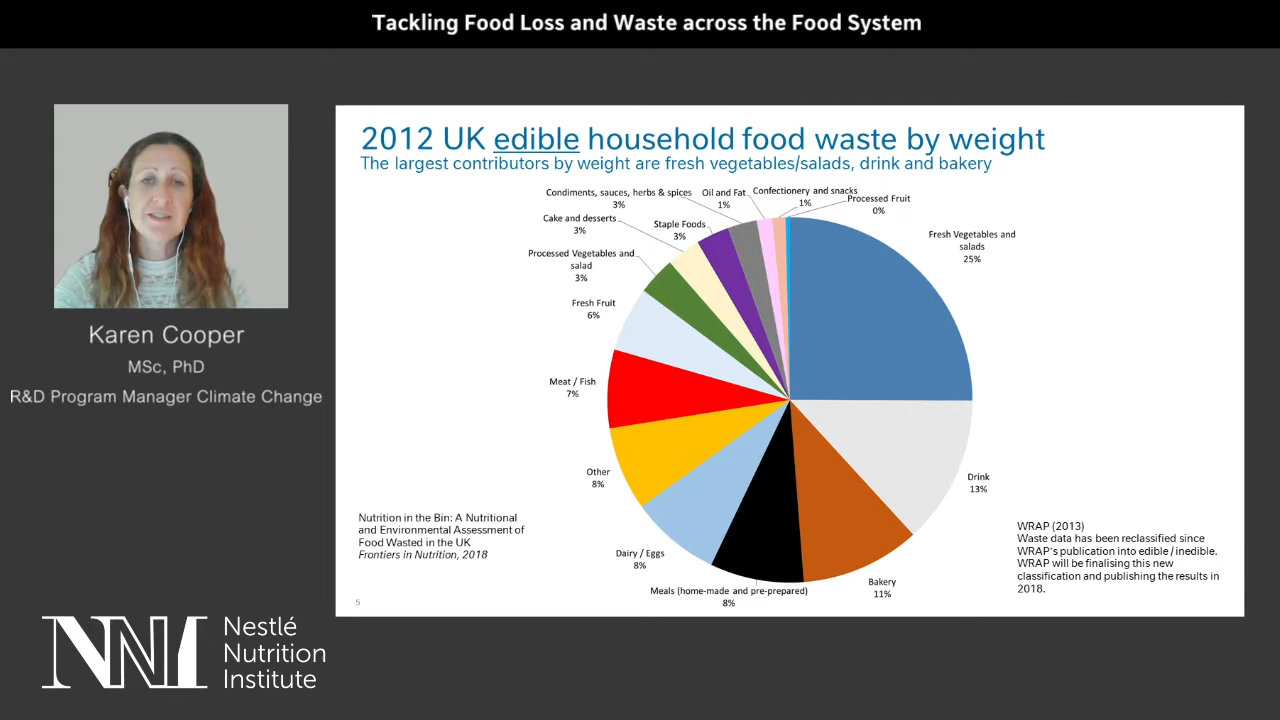 Tackling Food Loss and Waste across the Food System
Karen Cooper
MSc, PhD
R&D Program Manager Climate Change
NNI
Nestlé
Nutrition
Institute
2012 UK edible household food waste by weight
The largest contributors by weight are fresh vegetables/salads, drink and bakery
Condiments, sauces, herbs & spices
3%
Oil and Fat
1%
Confectionery and snacks
1%
Processed Fruit
0%
Cake and desserts
3%
Staple Foods
3%
Fresh Vegetables and
salads
25%
Processed Vegetables and
salad
3%
Fresh Fruit
6%
Meat / Fish
7%
Other
8%
Drink
13%
Dairy / Eggs
8%
Meals (home-made and pre-prepared)
8%
Bakery
11%
Nutrition in the Bin: A Nutritional
and Environmental Assessment of
Food Wasted in the UK
Frontiers in Nutrition, 2018
WRAP (2013)
Waste data has been reclassified since
WRAP's publication into edible / inedible.
WRAP will be finalising this new
classification and publishing the results in
2018.
5